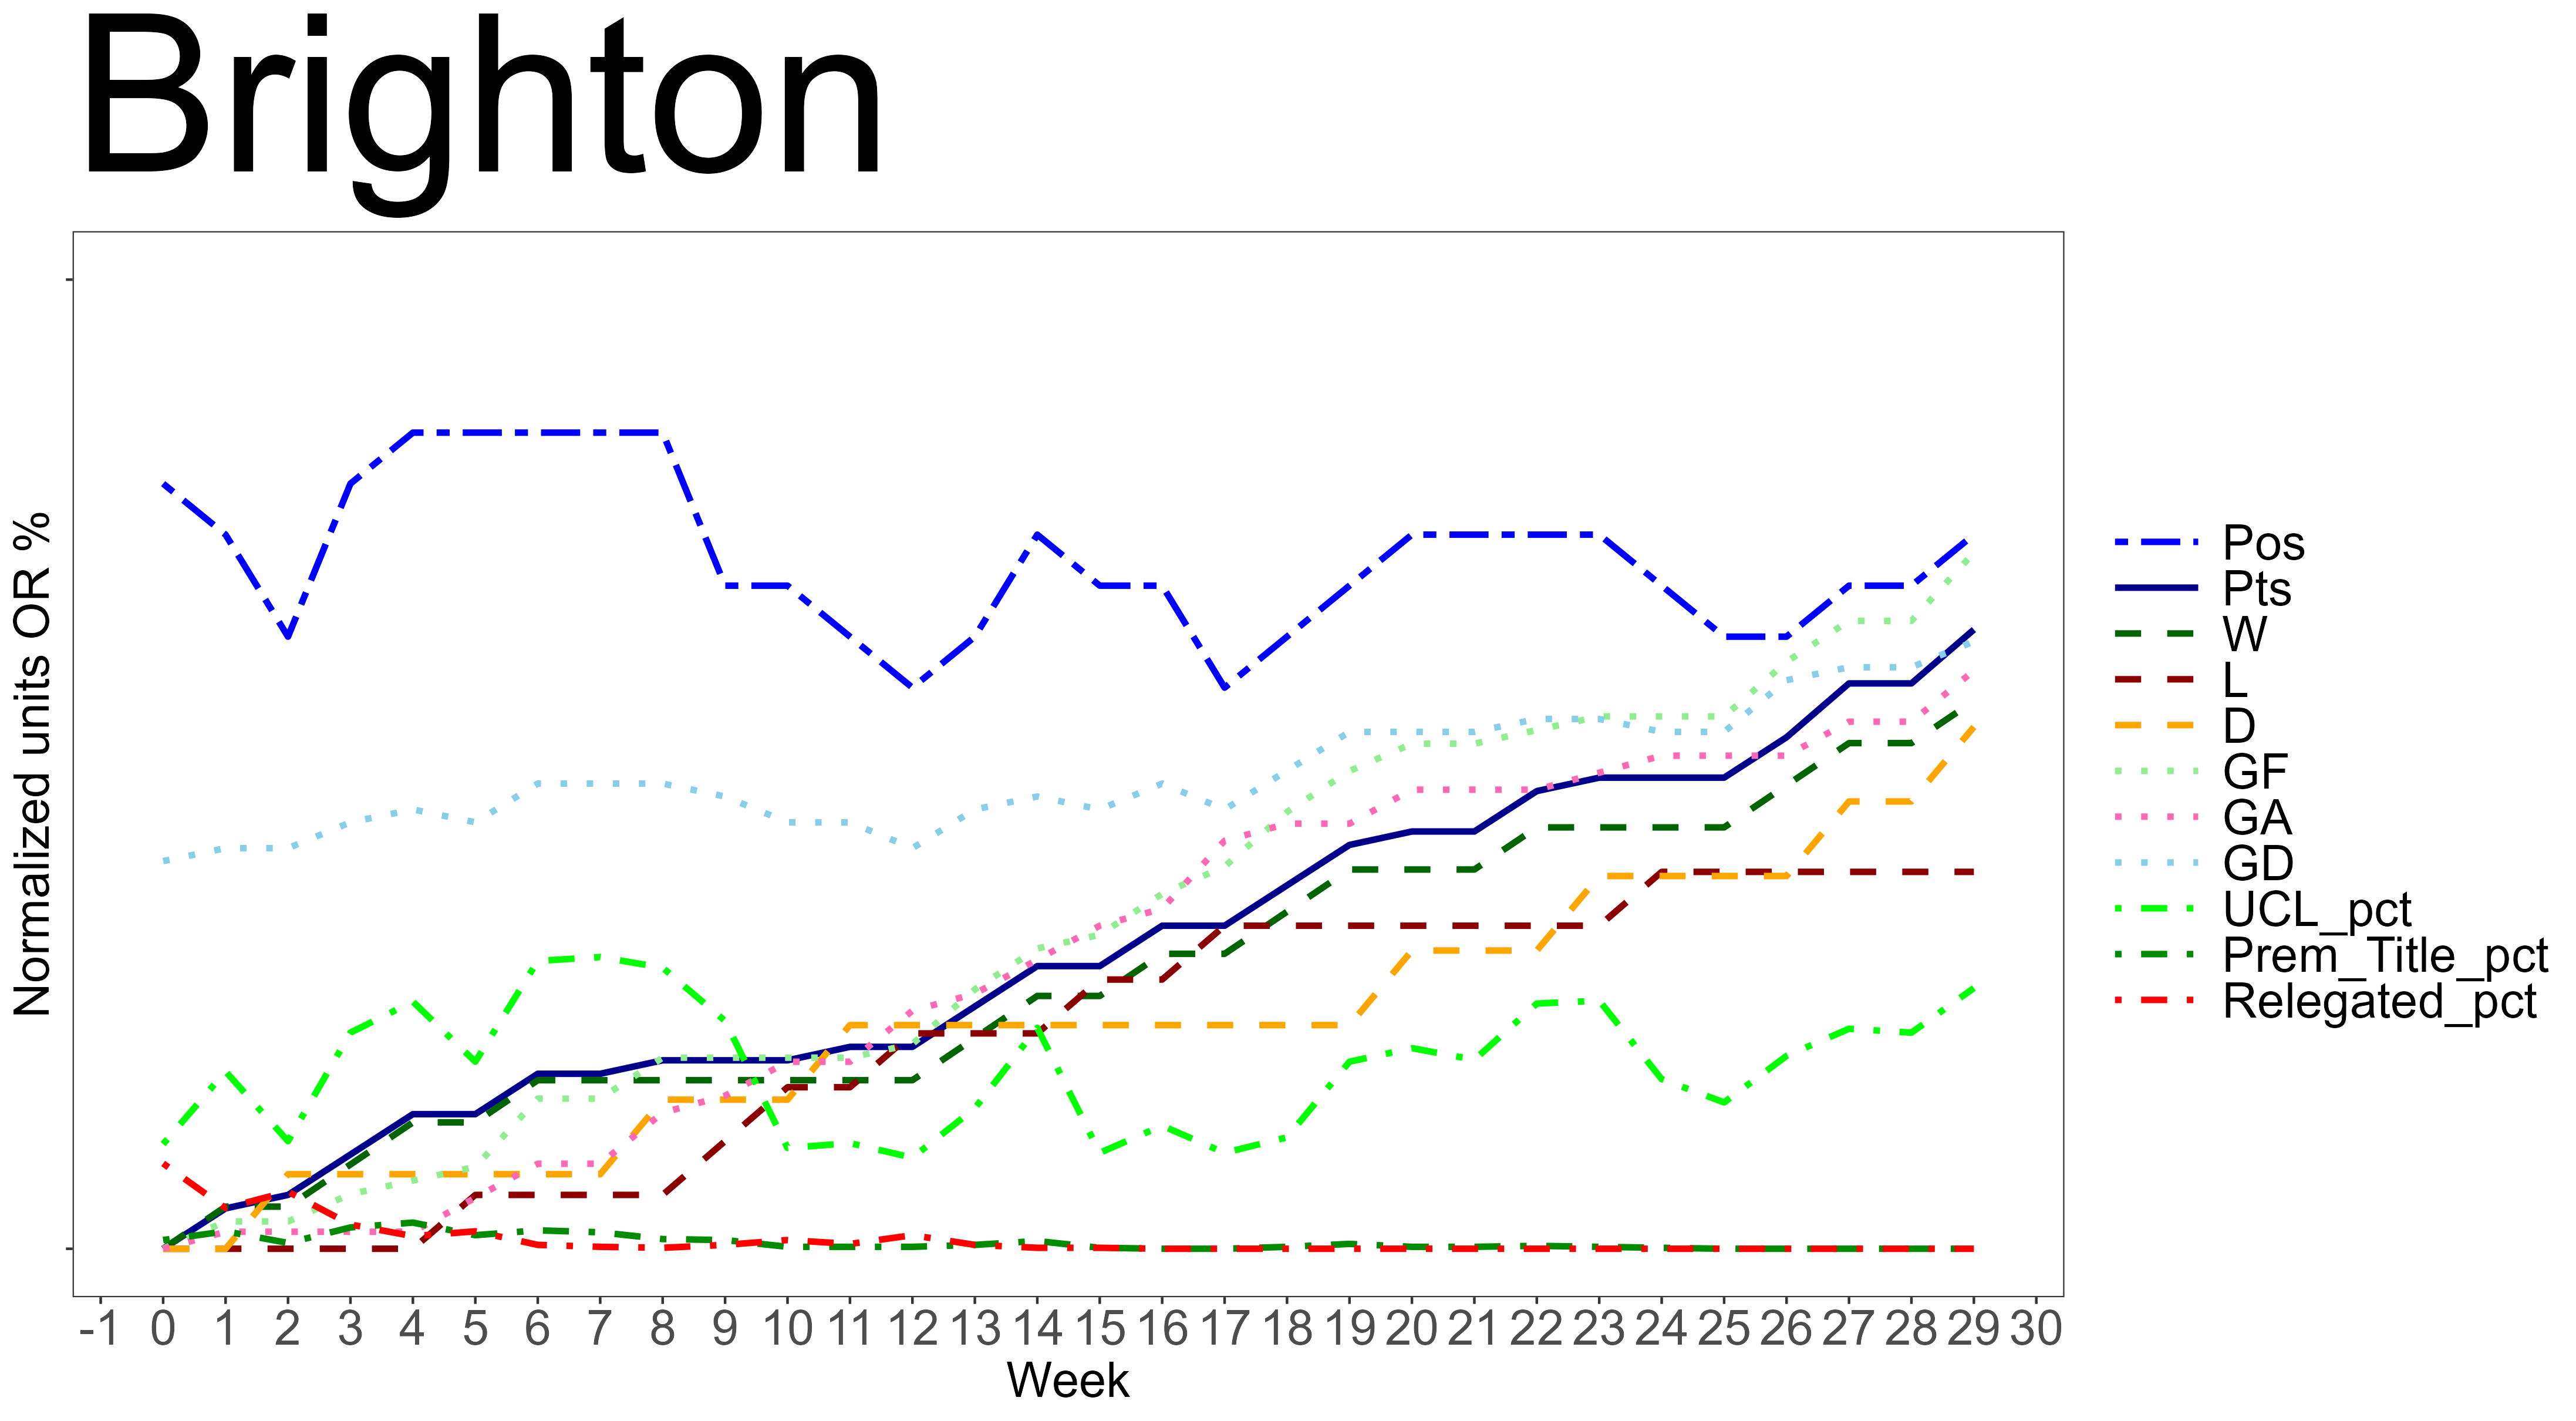 Brighton
Normalized units OR %
Pos
Pts
W
L
D
GF
GA
GD
UCL_pct
Prem_Title_pct
Relegated_pct
-1 0 1 2 3 4 5 6 7 8 9 10 11 12 13 14 15 16 17 18 19 20 21 22 23 24 25 26 27 28 29 30
Week